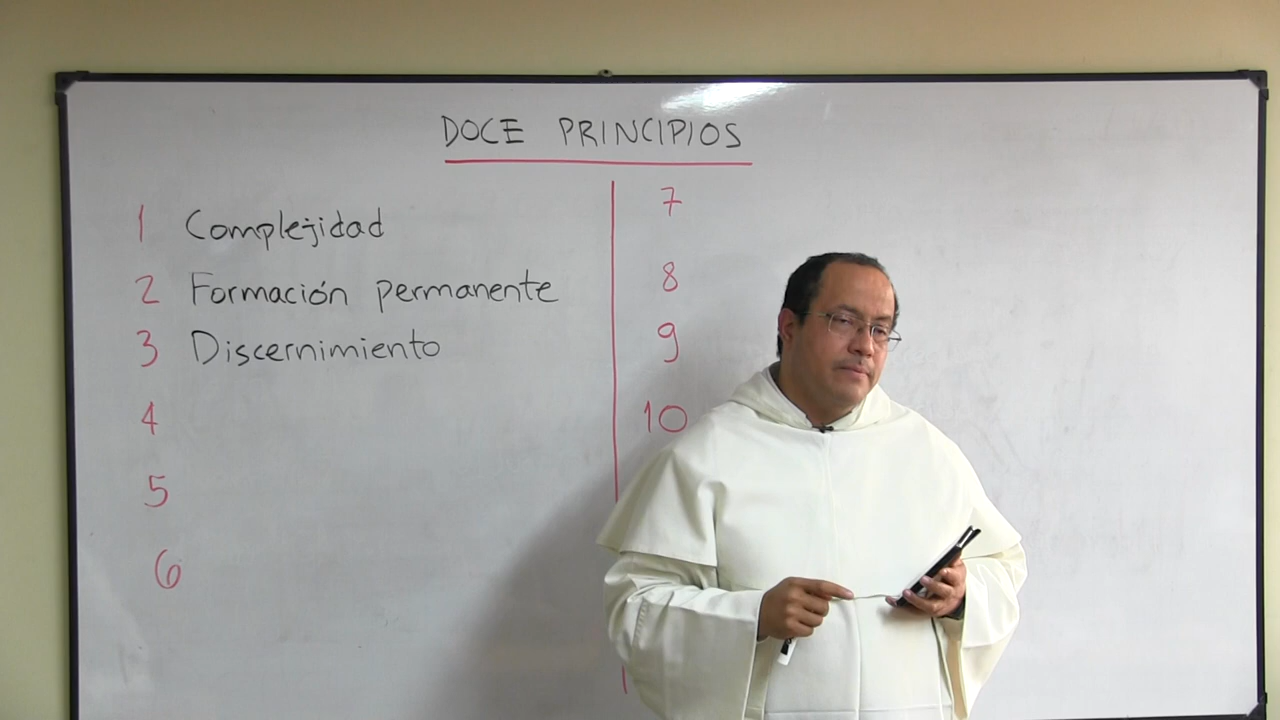 DOCE PRINCIPIOS
1 Complejidad
2 Formación permanente
3 Discernimiento
4
5
6
7
8
9
10